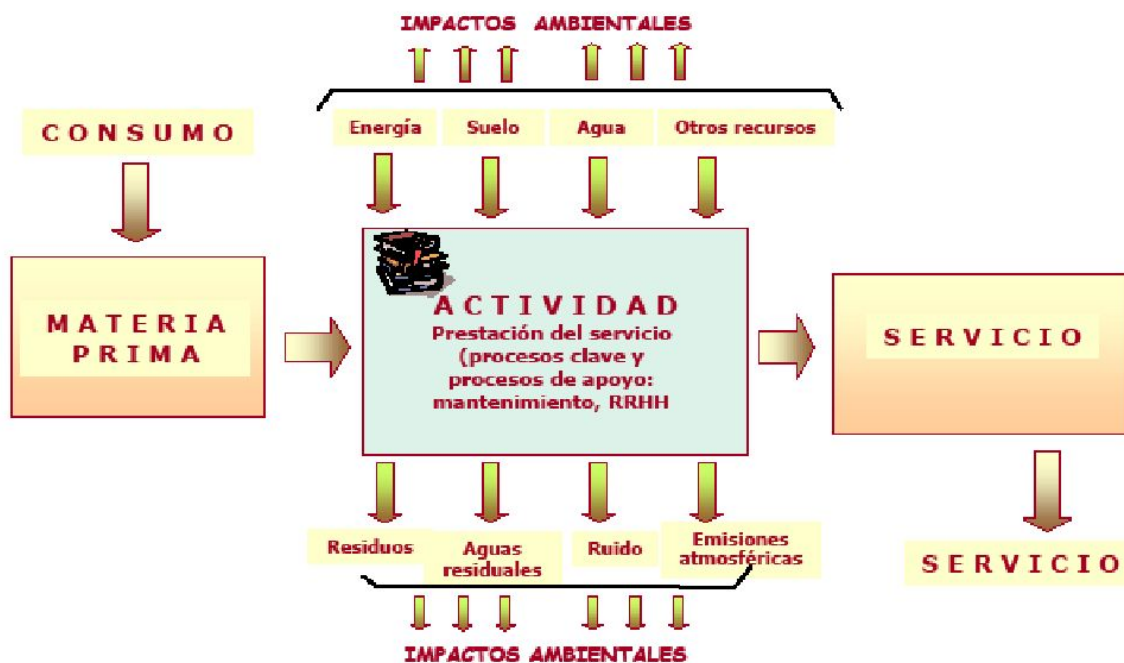 IMPACTOS AMBIENTALES
CONSUMO
Energía
Suelo
Agua
Otros recursos
MATERIA
PRIMA
ACTIVIDAD
Prestación del servicio
(procesos clave y
procesos de apoyo:
mantenimiento, RRHH
SERVICIO
Residuos
Aguas
residuales
Ruido
Emisiones
atmosféricas
SERVICIO
IMPACTOS AMBIENTALES